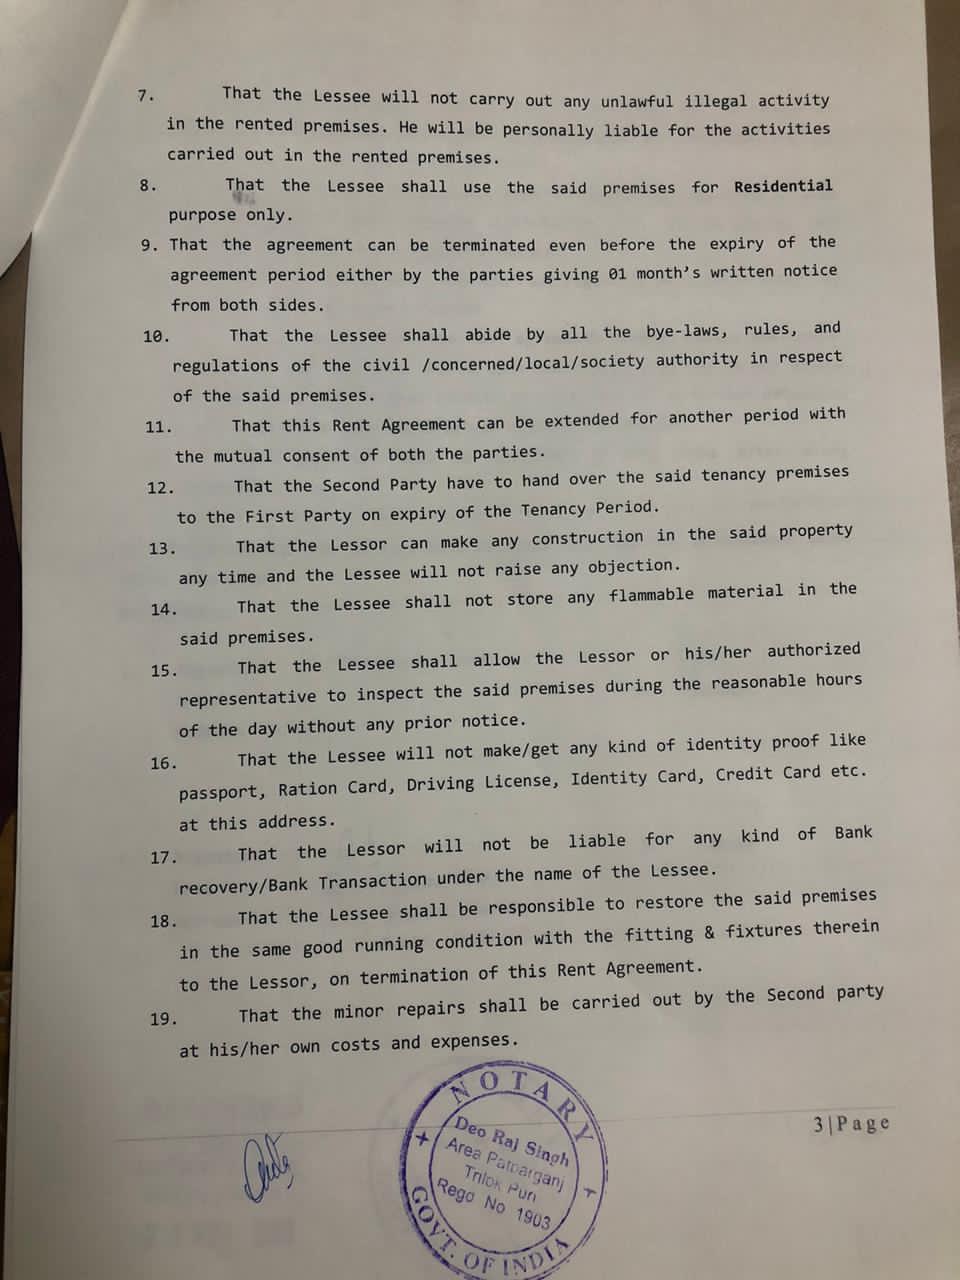 7. That the Lessee will not carry out any unlawful illegal activity
in the rented premises. He will be personally liable for the activities
carried out in the rented premises.
8. That the Lessee shall use the said premises for Residential
purpose only.
9. That the agreement can be terminated even before the expiry of the
agreement period either by the parties giving 01 month's written notice
from both sides.
10. That the Lessee shall abide by all the bye-laws, rules, and
regulations of the civil /concerned/local/society authority in respect
of the said premises.
11. That this Rent Agreement can be extended for another period with
the mutual consent of both the parties.
12. That the Second Party have to hand over the said tenancy premises
to the First Party on expiry of the Tenancy Period.
13. That the Lessor can make any construction in the said property
any time and the Lessee will not raise any objection.
14. That the Lessee shall not store any flammable material in the
said premises.
15. That the Lessee shall allow the Lessor or his/her authorized
representative to inspect the said premises during the reasonable hours
of the day without any prior notice.
16. That the Lessee will not make/get any kind of identity proof like
passport, Ration Card, Driving License, Identity Card, Credit Card etc.
at this address.
17. That the Lessor will not be liable for any kind of Bank
recovery/Bank Transaction under the name of the Lessee.
18. That the Lessee shall be responsible to restore the said premises
in the same good running condition with the fitting & fixtures therein
to the Lessor, on termination of this Rent Agreement.
19. That the minor repairs shall be carried out by the Second party
at his/her own costs and expenses.
3|Page
NOTARY
Deo Raj Singh
Area Patparganj
Trilok Puri
Rego No 1903
GOVT. OF INDIA